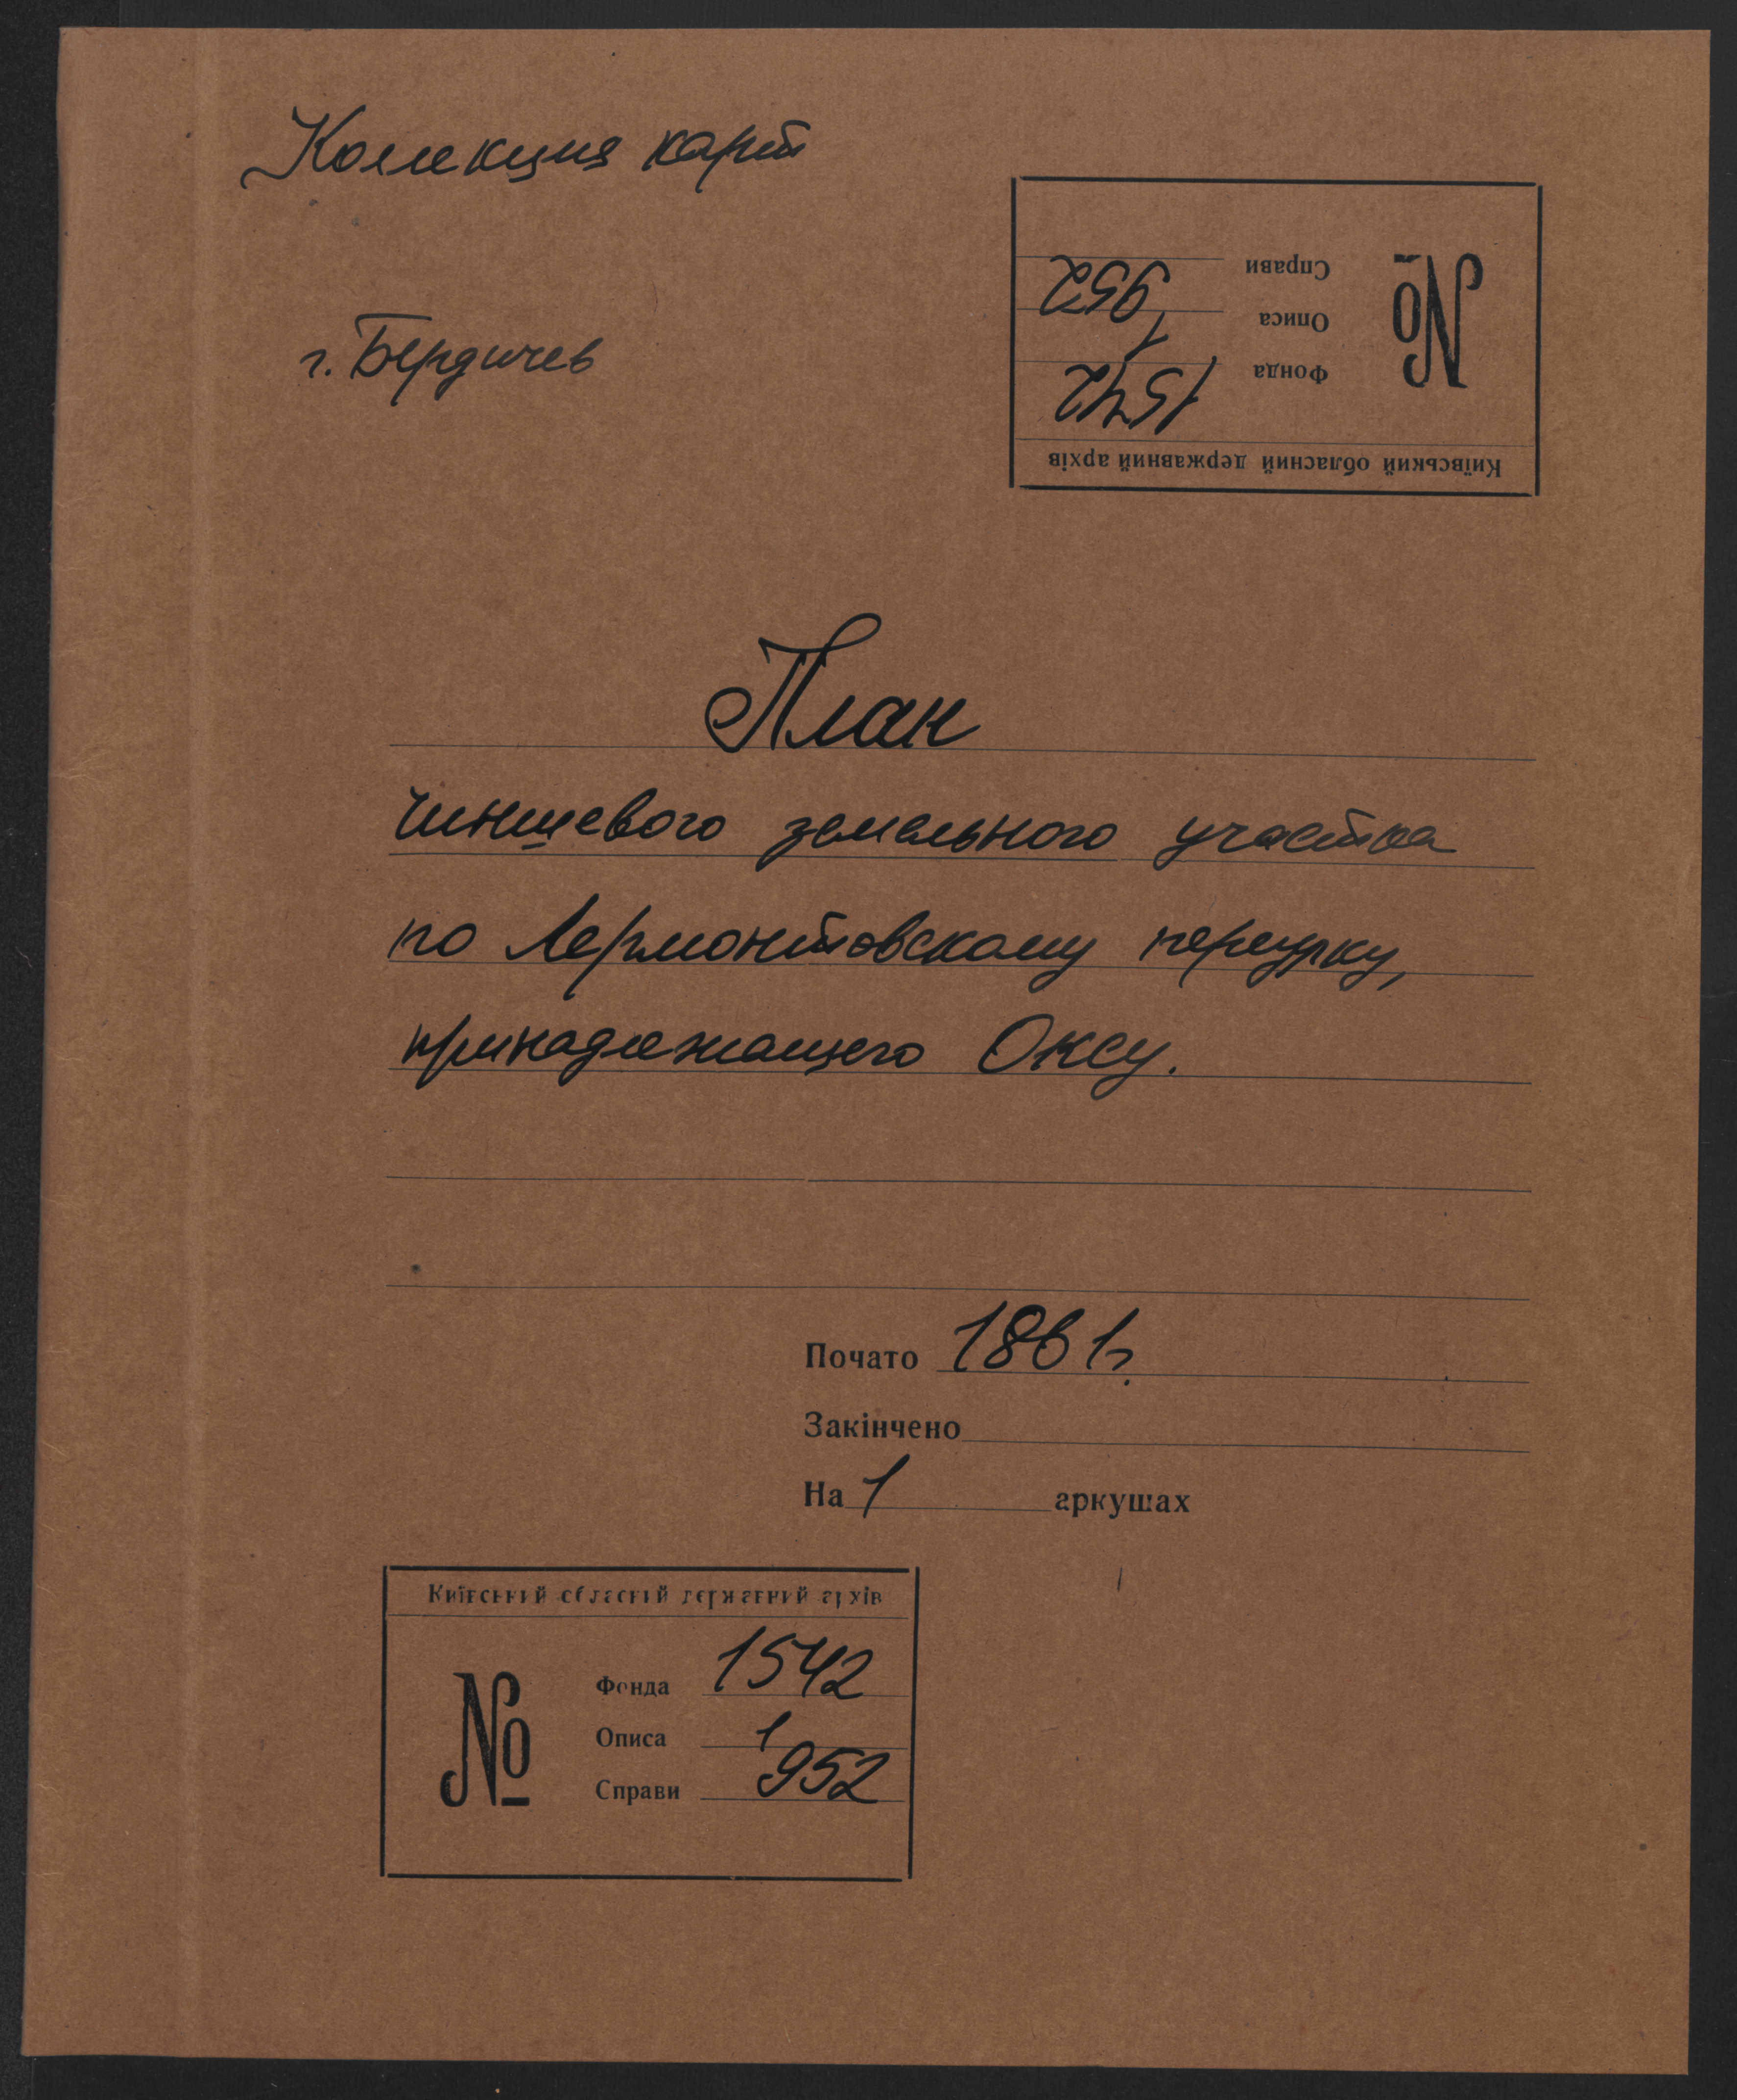 Коллекция карт
г. Бердичев
Київський обласний державний архів
№
Фонда 1542
Описа 1
Справи 952
План
чиншевого земельного участка
по Лермонтовскому переулку,
принадлежащего Оксу.
Почато 1861г.
Закінчено
На 1 аркушах
Київський обласний державний архів
№
Фонда 1542
Описа 1
Справи 952